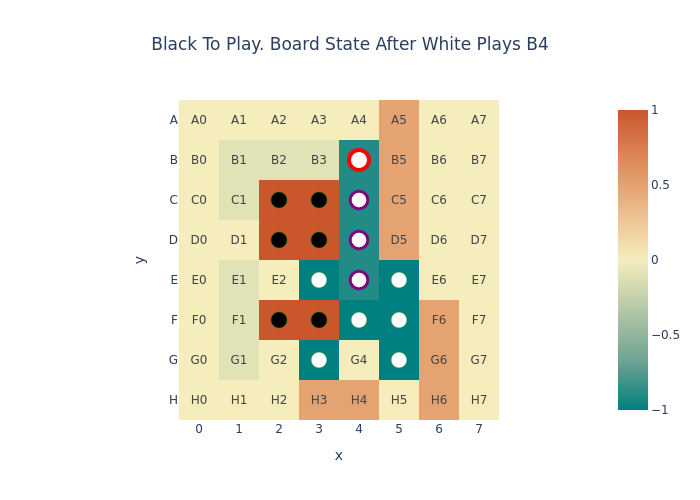 Black To Play. Board State After White Plays B4
A A0 A1 A2 A3 A4 A5 A6 A7
B B0 B1 B2 B3 B5 B6 B7
C C0 C1 C5 C6 C7
D D0 D1 D5 D6 D7
E E0 E1 E2 E6 E7
F F0 F1 F6 F7
G G0 G1 G2 G4 G6 G7
H H0 H1 H2 H3 H4 H5 H6 H7
0 1 2 3 4 5 6 7
x
y
1
0.5
0
−0.5
−1